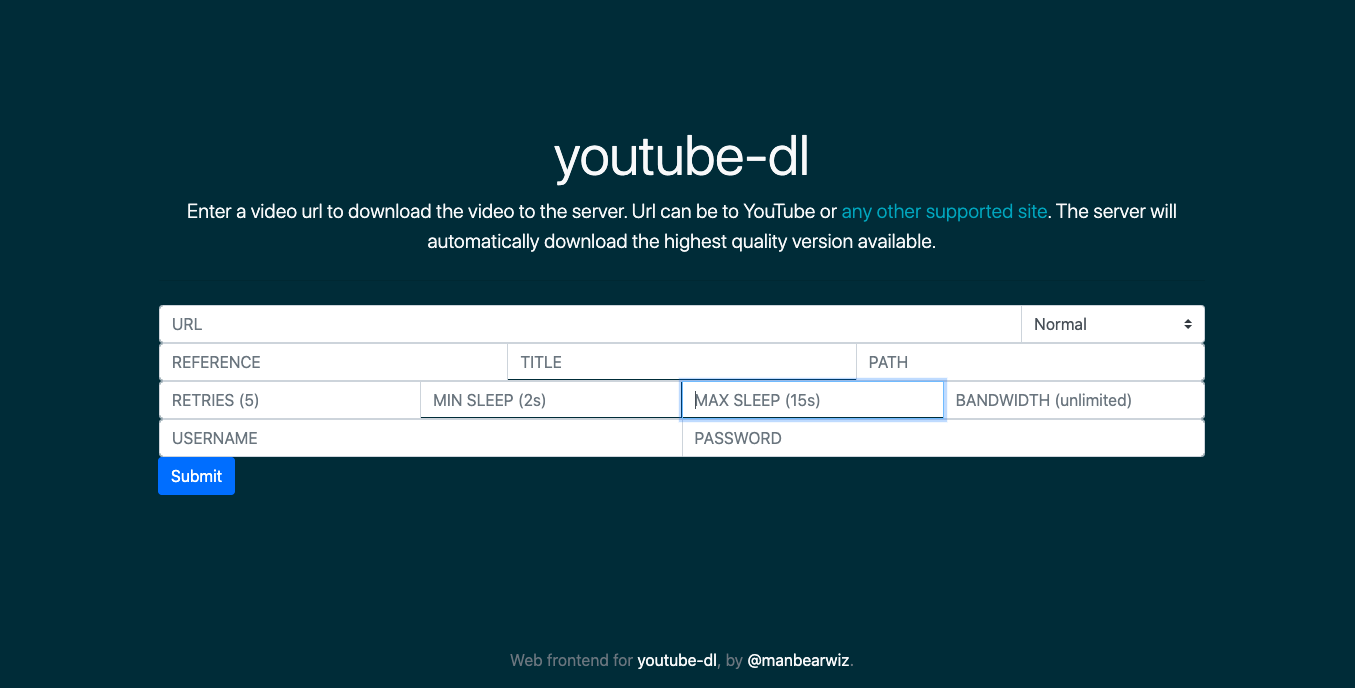 youtube-dl
Enter a video url to download the video to the server. Url can be to YouTube or any other supported site. The server will
automatically download the highest quality version available.
URL Normal
REFERENCE TITLE PATH
RETRIES (5) MIN SLEEP (2s) MAX SLEEP (15s) BANDWIDTH (unlimited)
USERNAME PASSWORD
Submit
Web frontend for youtube-dl, by @manbearwiz.